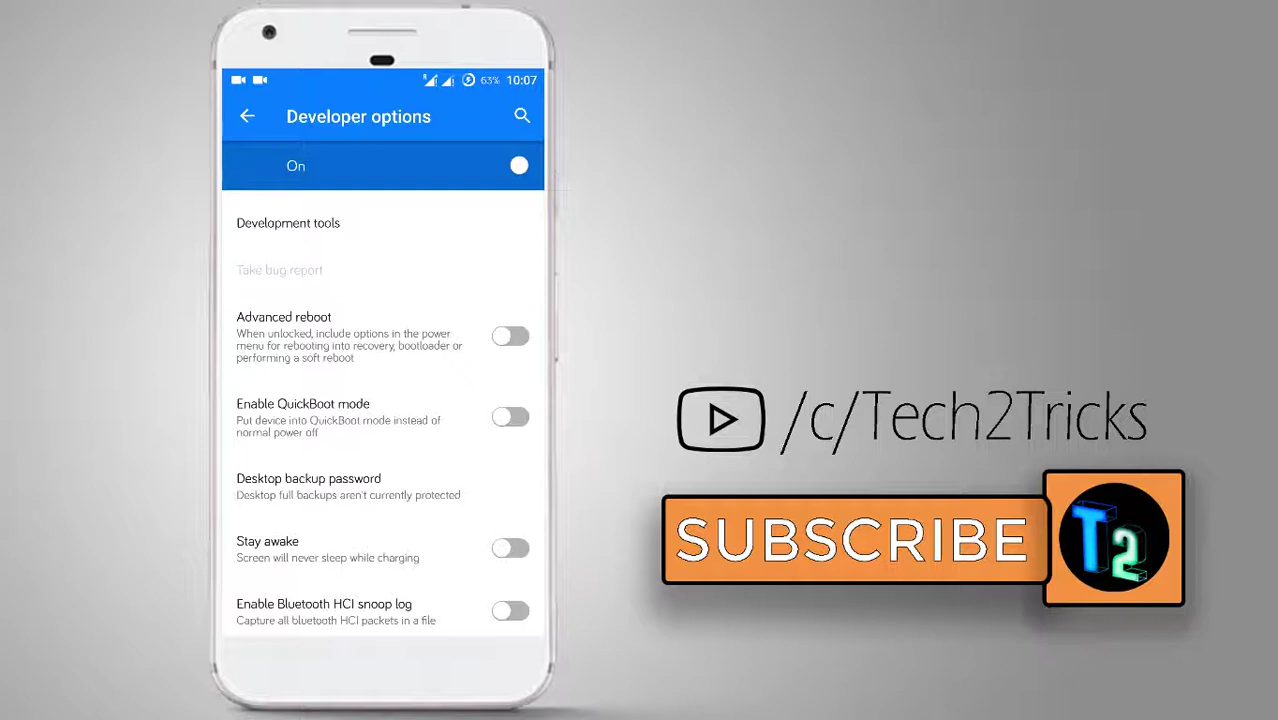 63% 10:07
Developer options
On
Development tools
Take bug report
Advanced reboot
When unlocked, include options in the power
menu for rebooting into recovery, bootloader or
performing a soft reboot
Enable QuickBoot mode
Put device into QuickBoot mode instead of
normal power off
Desktop backup password
Desktop full backups aren't currently protected
Stay awake
Screen will never sleep while charging
Enable Bluetooth HCI snoop log
Capture all bluetooth HCI packets in a file
/c/Tech2Tricks
SUBSCRIBE
T2